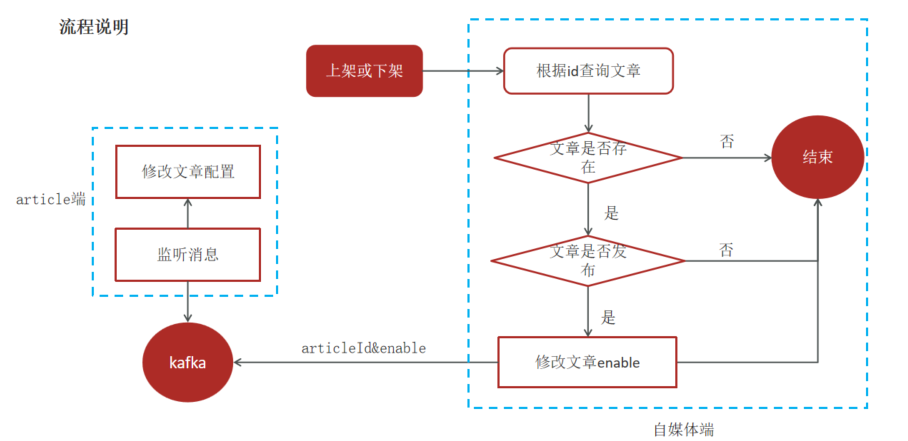 流程说明
上架或下架
根据id查询文章
文章是否存
在
否
结束
是
文章是否发
布
否
是
修改文章enable
自媒体端
articleId&enable
kafka
article端
修改文章配置
监听消息